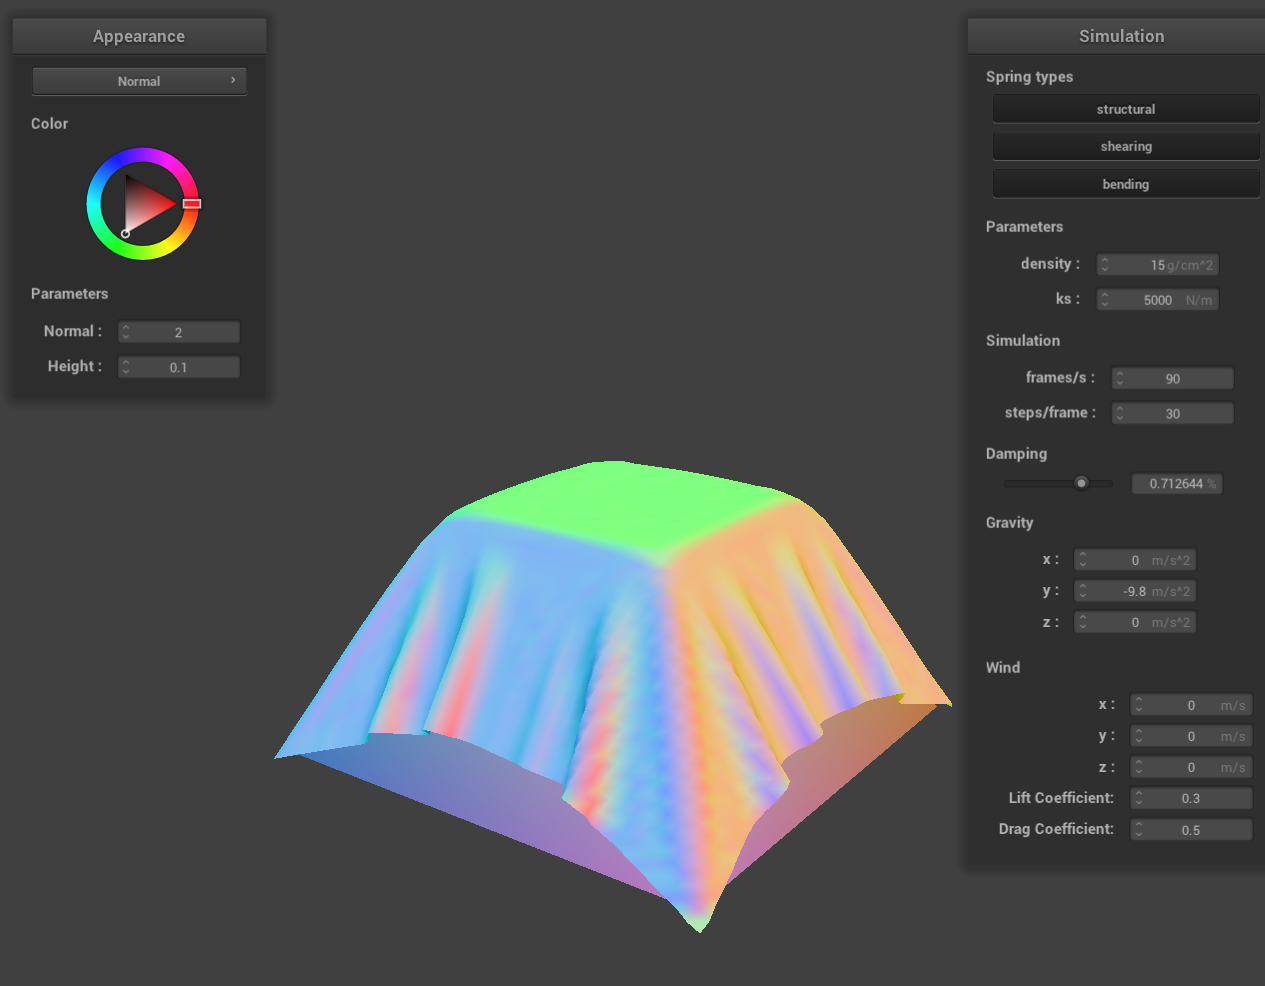 Appearance
Normal
Color
Parameters
Normal : 2
Height : 0.1
Simulation
Spring types
structural
shearing
bending
Parameters
density : 15 g/cm^2
ks : 5000 N/m
Simulation
frames/s : 90
steps/frame : 30
Damping
0.712644 %
Gravity
x : 0 m/s^2
y : -9.8 m/s^2
z : 0 m/s^2
Wind
x : 0 m/s
y : 0 m/s
z : 0 m/s
Lift Coefficient: 0.3
Drag Coefficient: 0.5